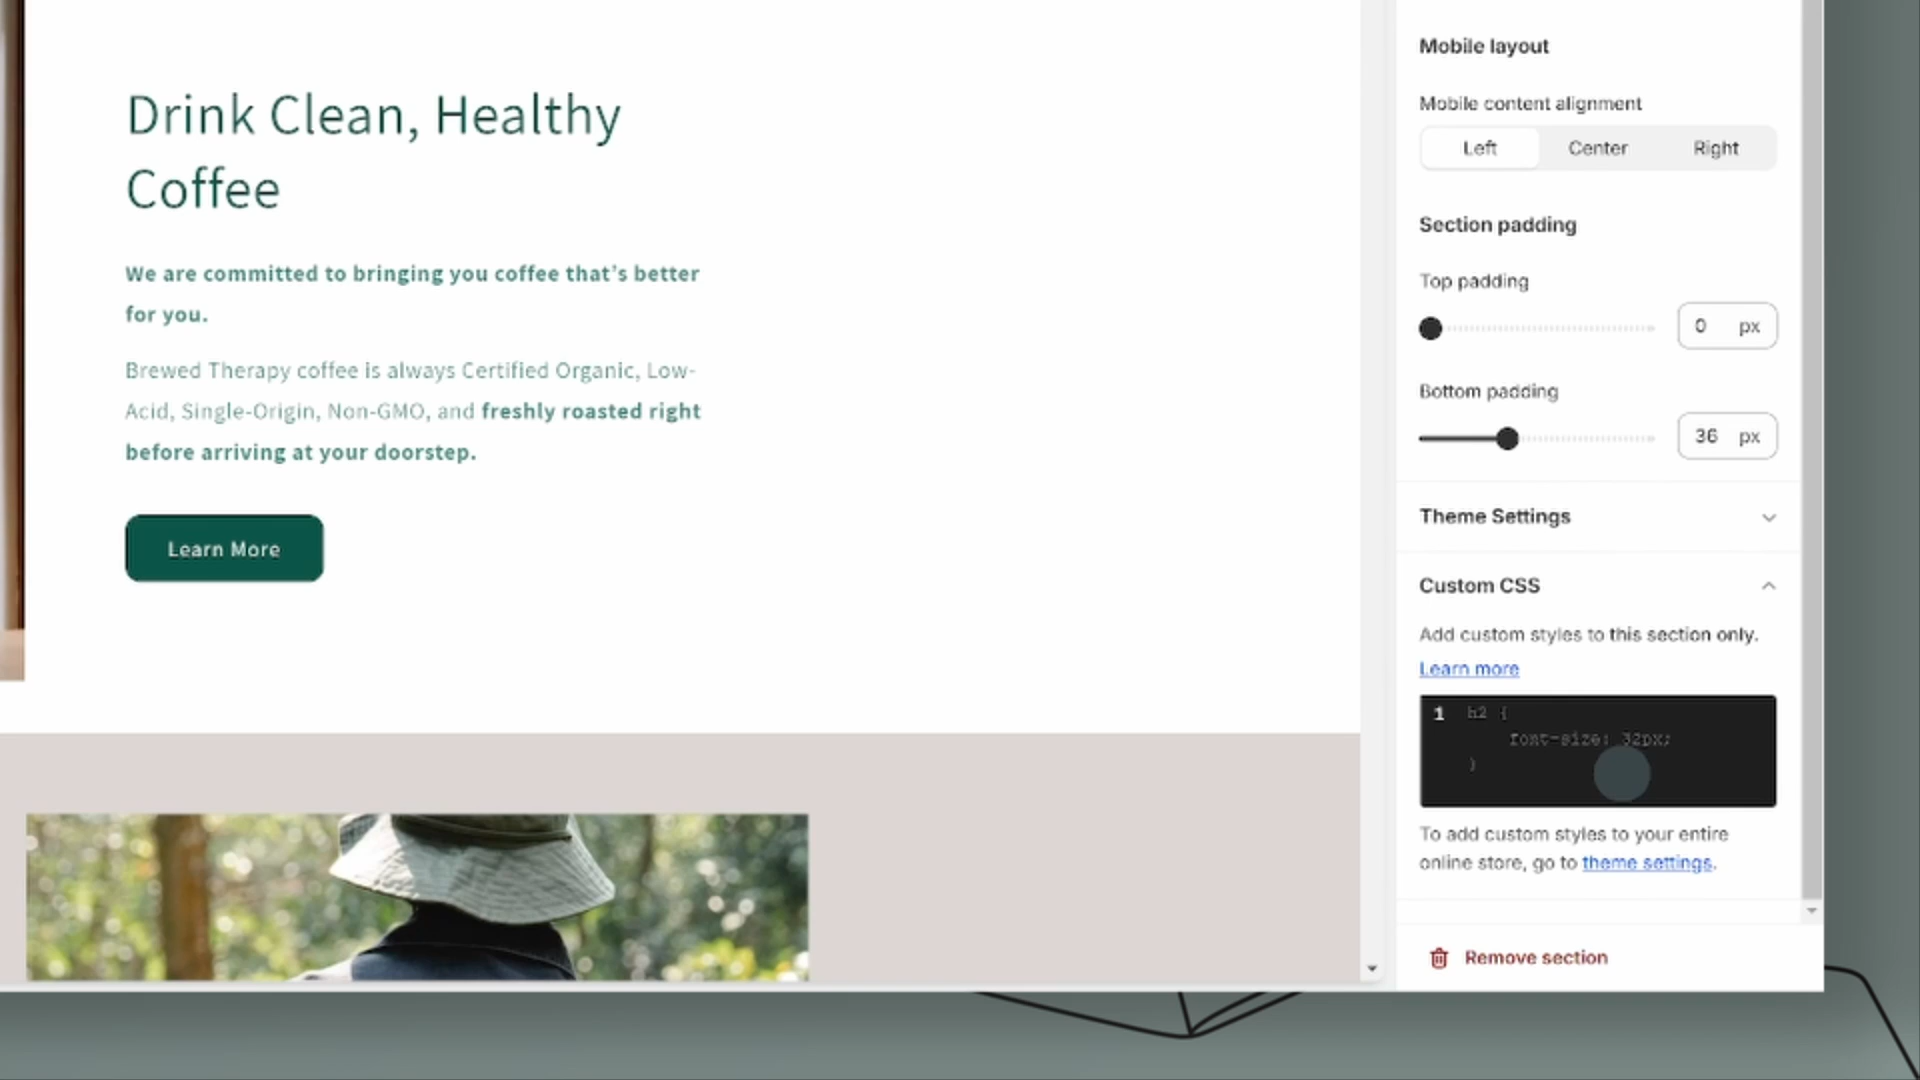 Drink Clean, Healthy
Coffee
We are committed to bringing you coffee that's better
for you.
Brewed Therapy coffee is always Certified Organic, Low-
Acid, Single-Origin, Non-GMO, and freshly roasted right
before arriving at your doorstep.
Learn More
Mobile layout
Mobile content alignment
Left Center Right
Section padding
Top padding
0 px
Bottom padding
36 px
Theme Settings
Custom CSS
Add custom styles to this section only.
Learn more
1 h2 {
font-size: 32px;
}
To add custom styles to your entire
online store, go to theme settings.
Remove section